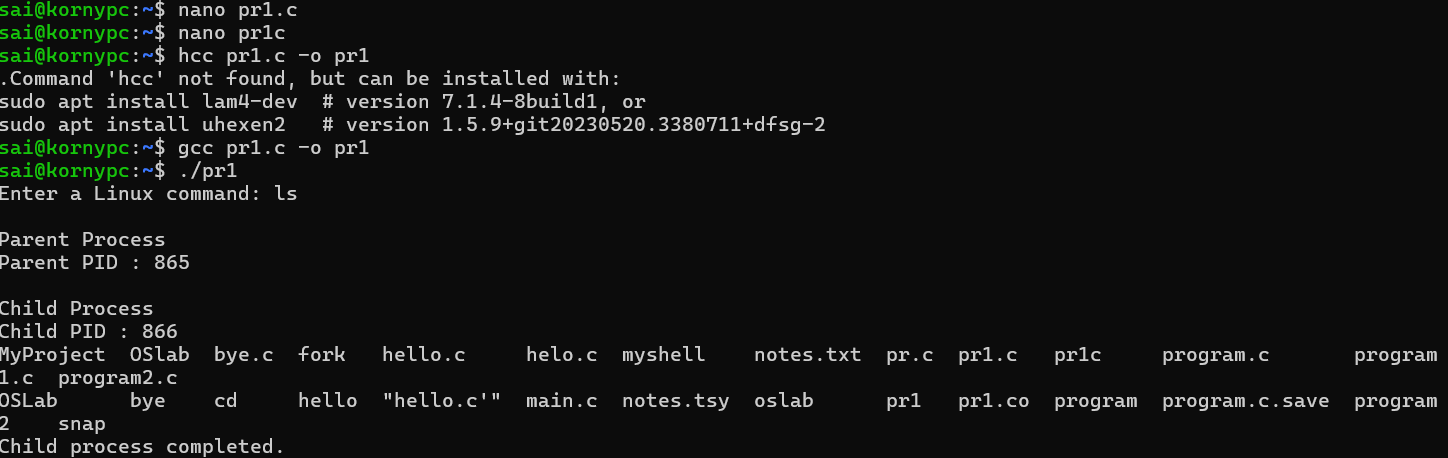 sai@kornypc:~$ nano pr1.c
sai@kornypc:~$ nano pr1c
sai@kornypc:~$ hcc pr1.c -o pr1
.Command 'hcc' not found, but can be installed with:
sudo apt install lam4-dev  # version 7.1.4-8build1, or
sudo apt install uhexen2   # version 1.5.9+git20230520.3380711+dfsg-2
sai@kornypc:~$ gcc pr1.c -o pr1
sai@kornypc:~$ ./pr1
Enter a Linux command: ls

Parent Process
Parent PID : 865

Child Process
Child PID : 866
MyProject  OSlab  bye.c  fork   hello.c     helo.c  myshell    notes.txt  pr.c  pr1.c   pr1c     program.c       program
1.c  program2.c
OSLab      bye    cd     hello  "hello.c'"  main.c  notes.tsy  oslab      pr1   pr1.co  program  program.c.save  program
2    snap
Child process completed.